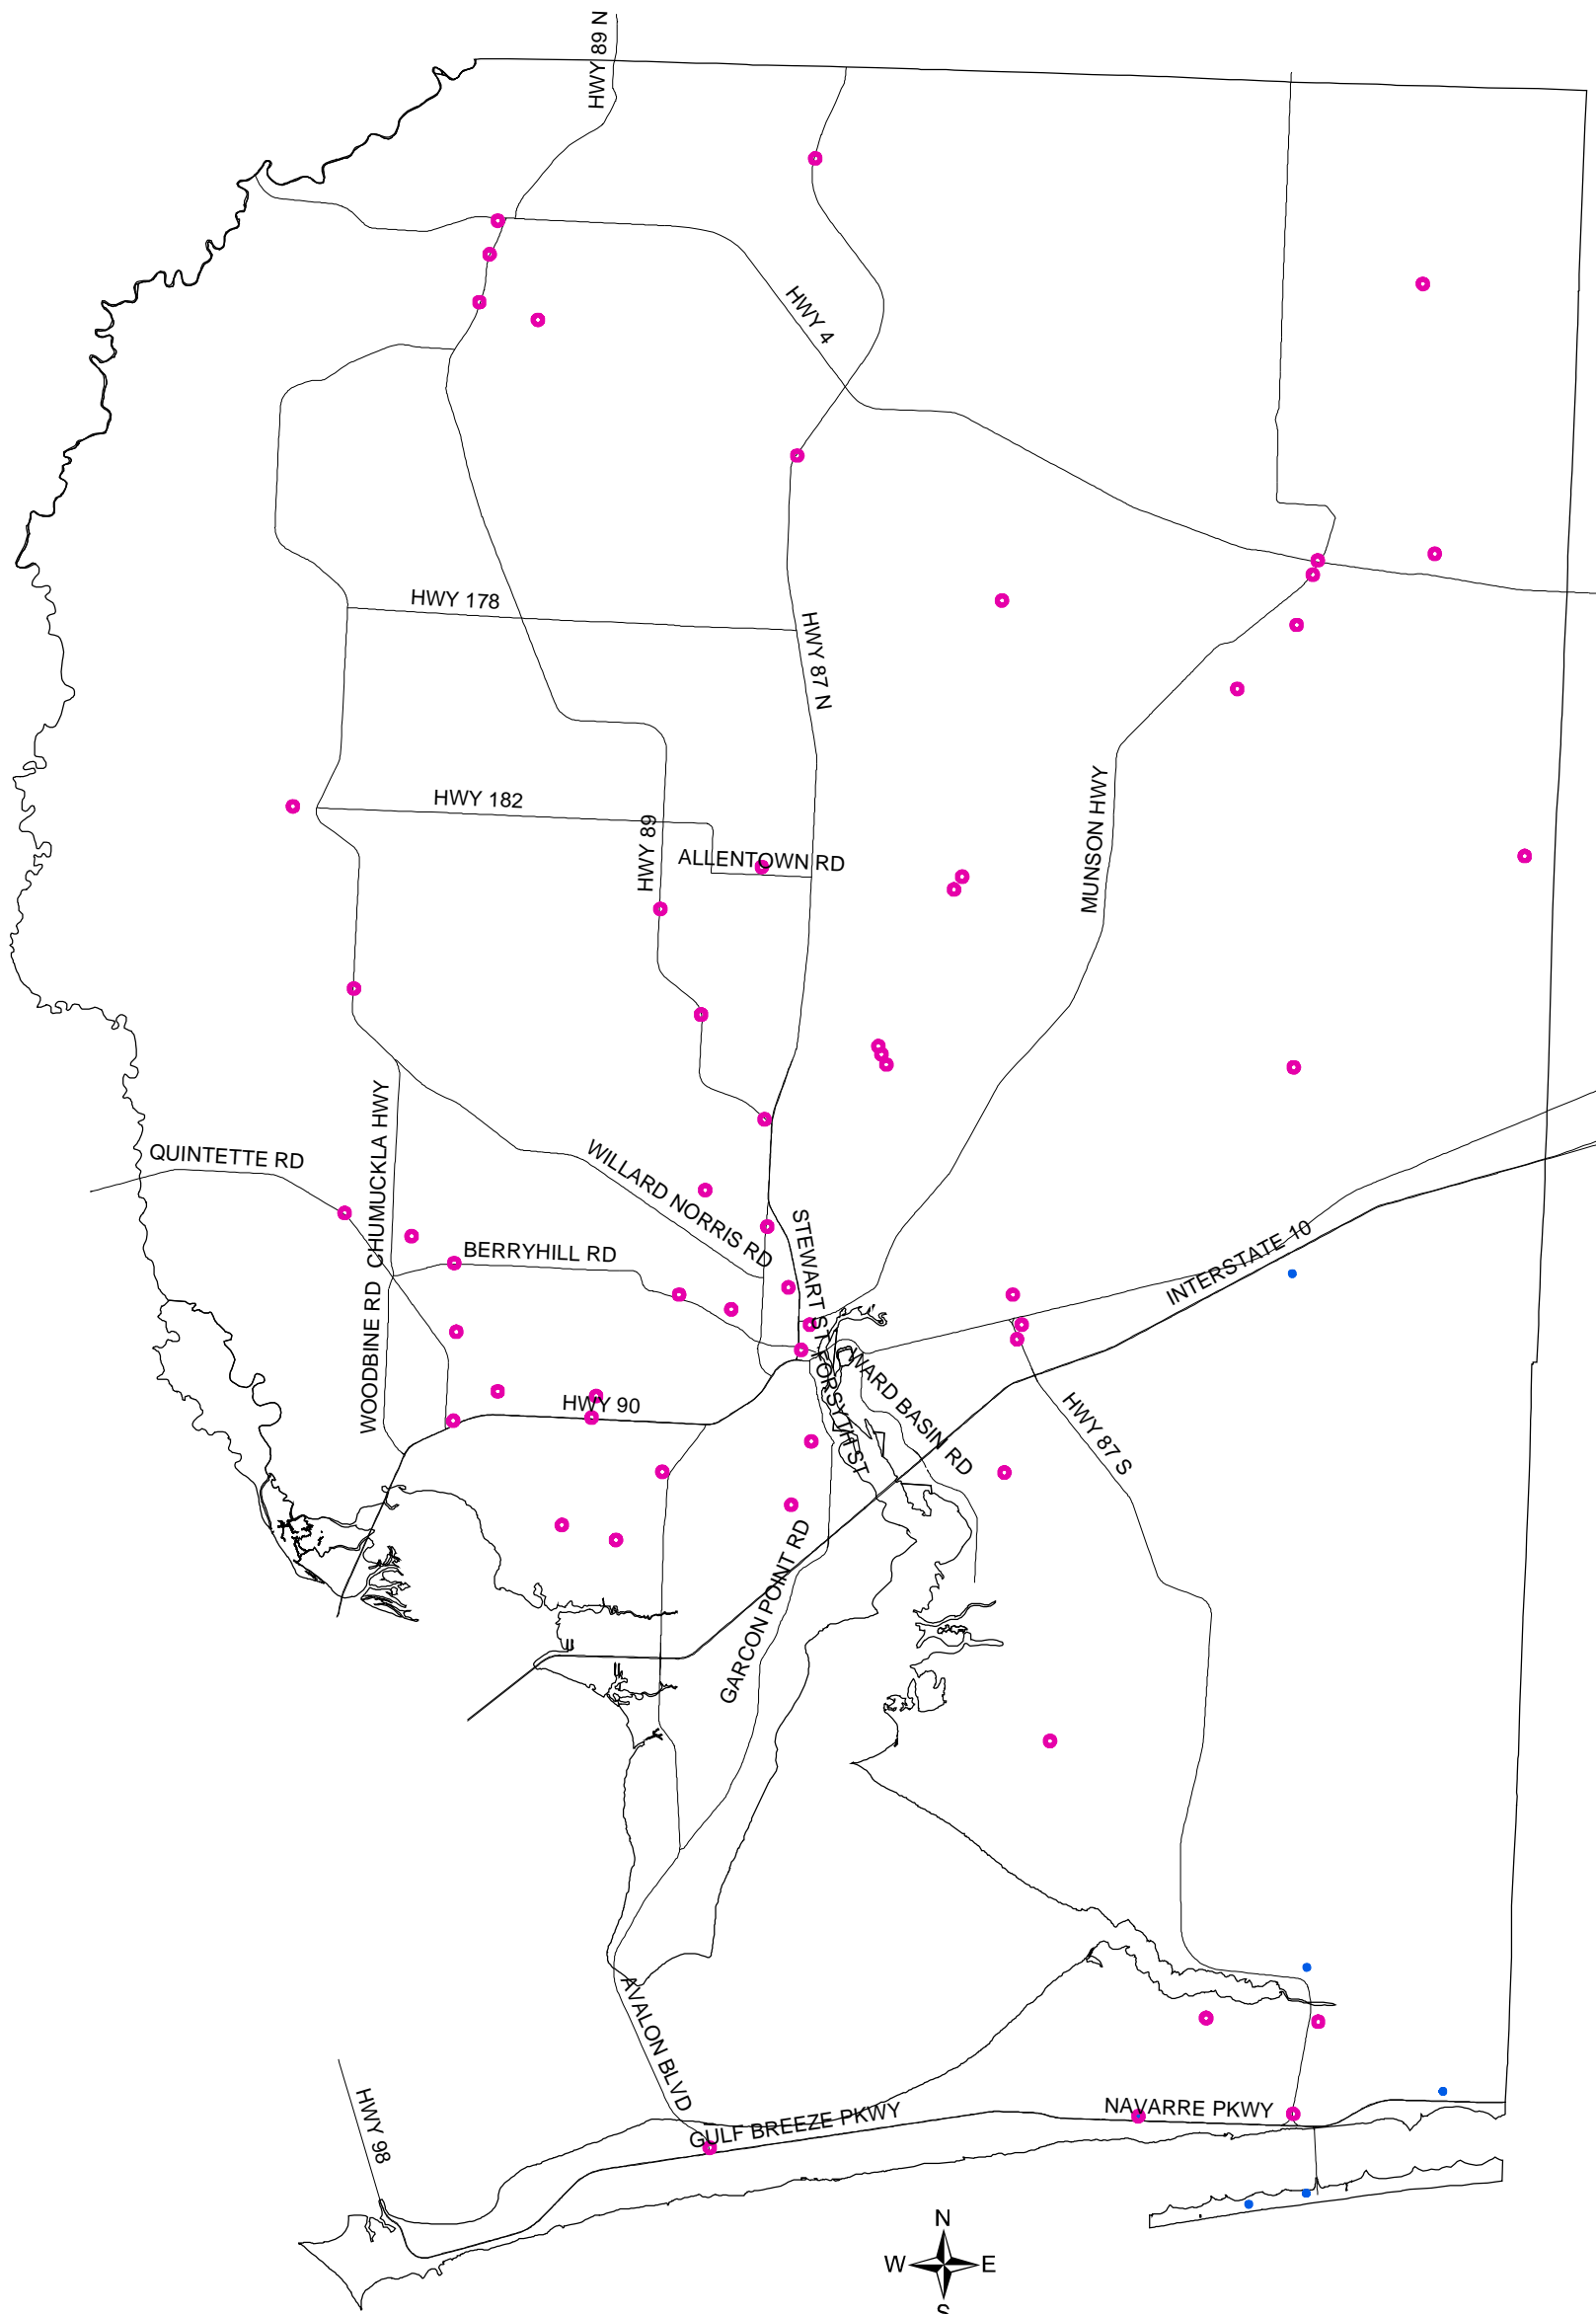 HWY 89 N
HWY 4
HWY 178
HWY 87 N
HWY 182
HWY 89
ALLENTOWN RD
MUNSON HWY
QUINTETTE RD
CHUMUCKLA HWY
WILLARD NORRIS RD
BERRYHILL RD
STEWART ST
INTERSTATE 10
WOODBINE RD
HWY 90
FORSYTH ST
WARD BASIN RD
HWY 87 S
GARCON POINT RD
AVALON BLVD
HWY 98
GULF BREEZE PKWY
NAVARRE PKWY
N
W
E
S